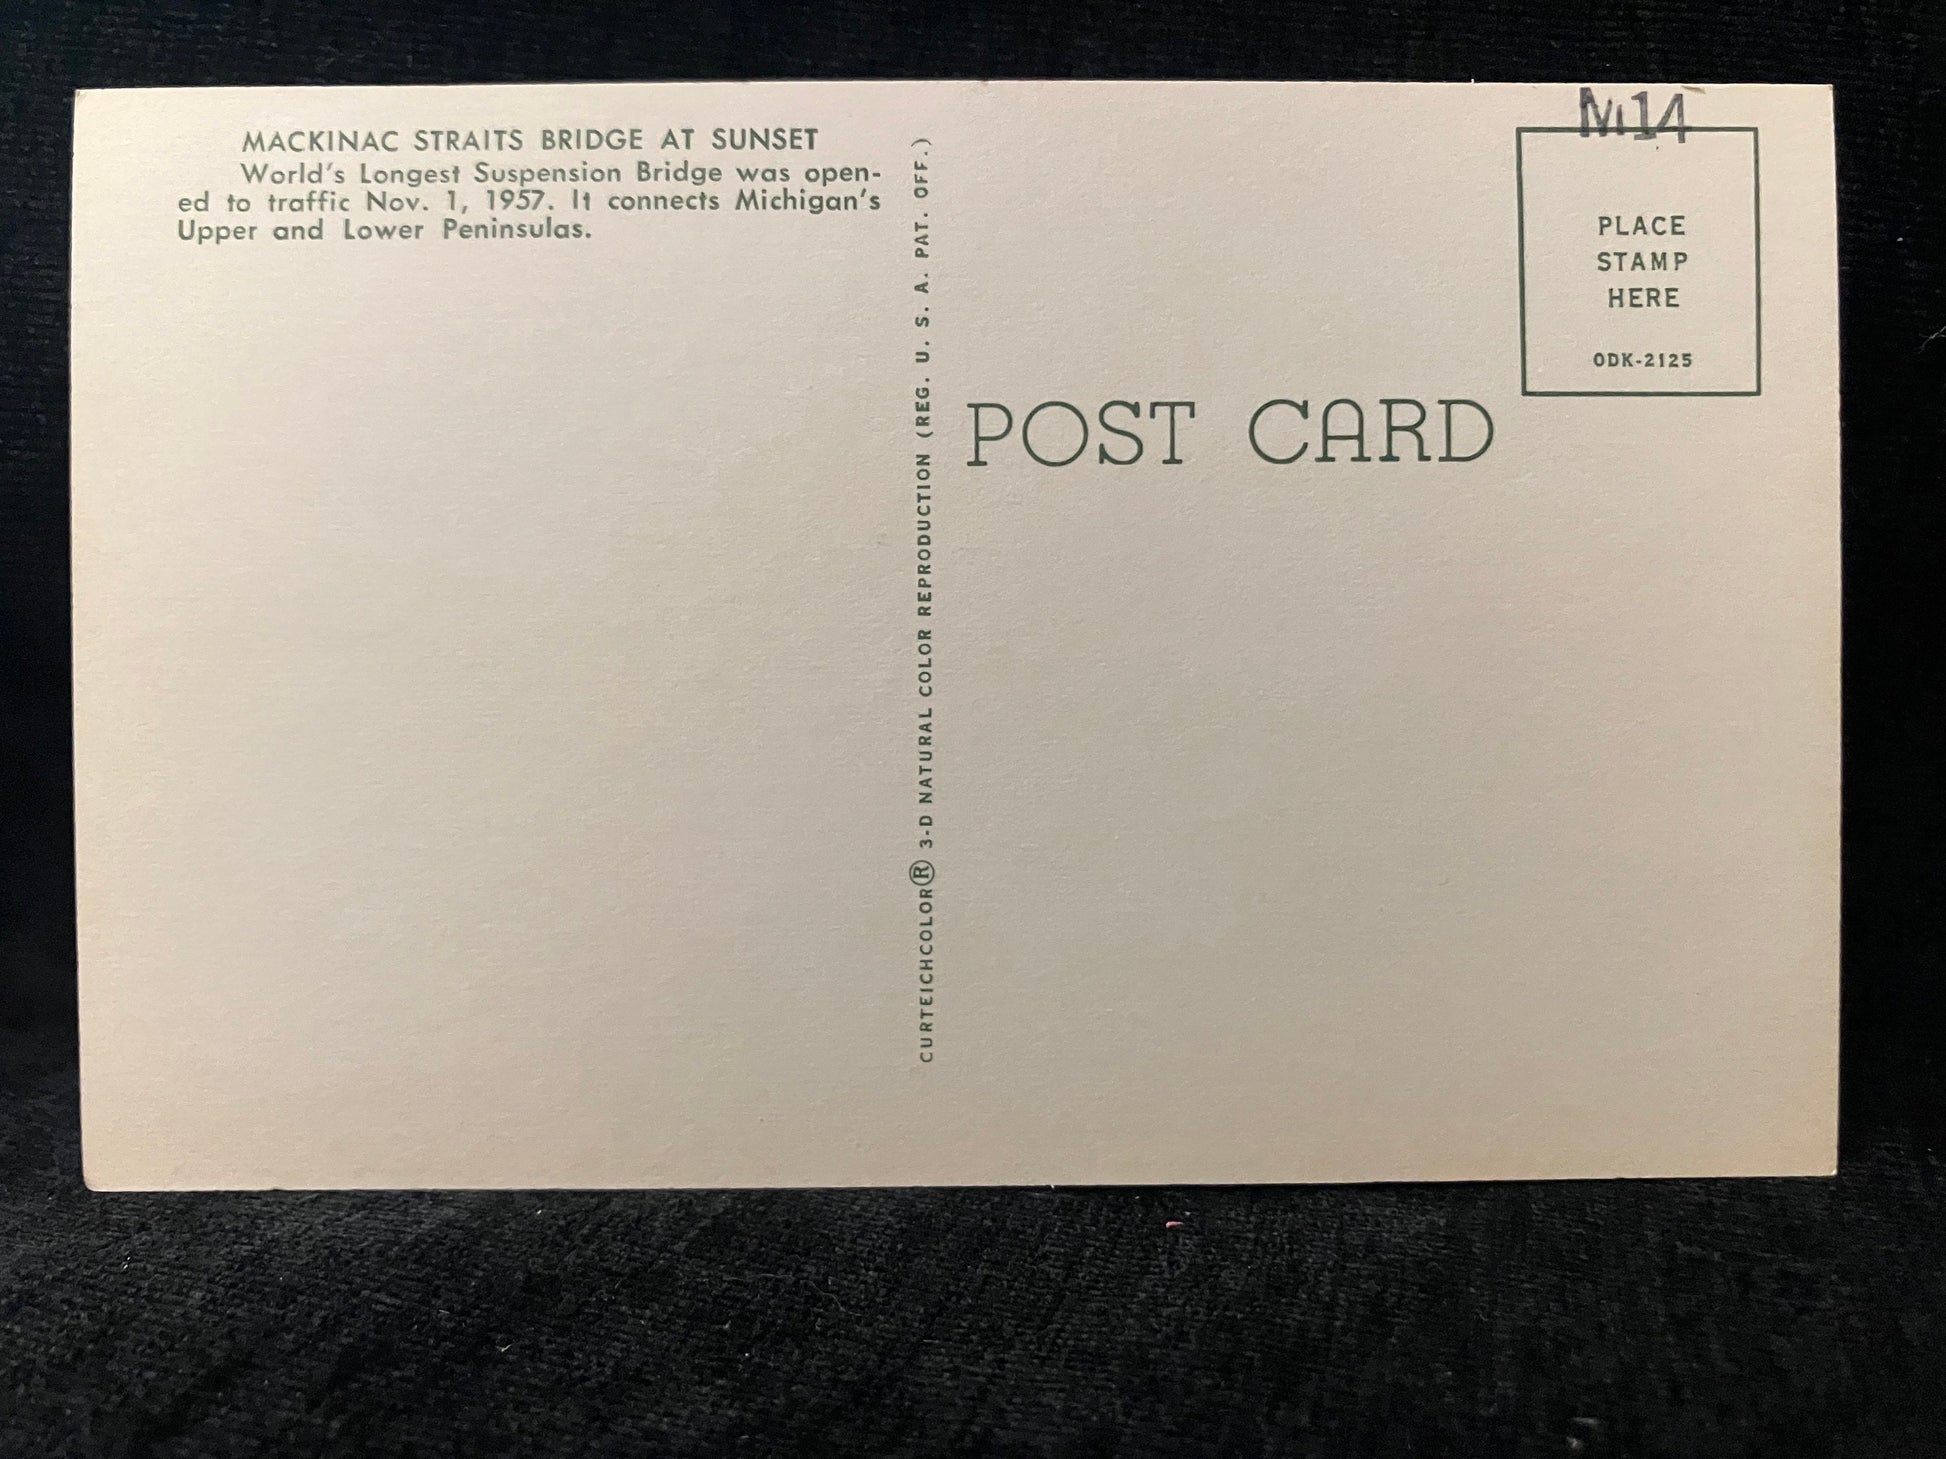 MACKINAC STRAITS BRIDGE AT SUNSET
World's Longest Suspension Bridge was open-
ed to traffic Nov. 1, 1957. It connects Michigan's
Upper and Lower Peninsulas.
CURTEICHCOLOR® 3-D NATURAL COLOR REPRODUCTION (REG. U. S. A. PAT. OFF.)
M14
PLACE
STAMP
HERE
ODK-2125
POST CARD